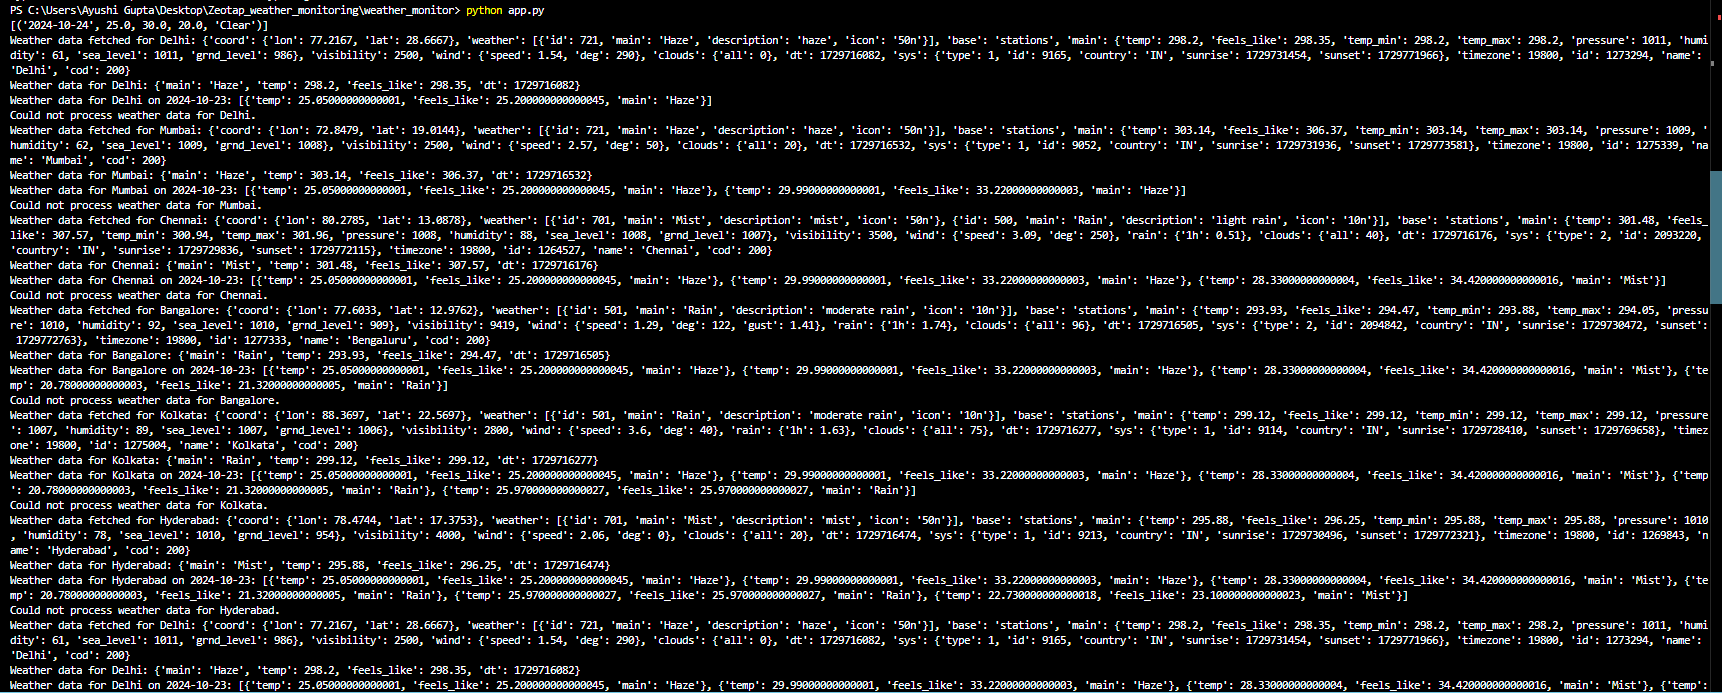 PS C:\Users\Ayushi Gupta\Desktop\Zeotap_weather_monitoring\weather_monitor> python app.py
[('2024-10-24', 25.0, 30.0, 20.0, 'Clear')]
Weather data fetched for Delhi: {'coord': {'lon': 77.2167, 'lat': 28.6667}, 'weather': [{'id': 721, 'main': 'Haze', 'description': 'haze', 'icon': '50n'}], 'base': 'stations', 'main': {'temp': 298.2, 'feels_like': 298.35, 'temp_min': 298.2, 'temp_max': 298.2, 'pressure': 1011, 'humi
dity': 61, 'sea_level': 1011, 'grnd_level': 986}, 'visibility': 2500, 'wind': {'speed': 1.54, 'deg': 290}, 'clouds': {'all': 0}, 'dt': 1729716082, 'sys': {'type': 1, 'id': 9165, 'country': 'IN', 'sunrise': 1729731454, 'sunset': 1729771966}, 'timezone': 19800, 'id': 1273294, 'name':
'Delhi', 'cod': 200}
Weather data for Delhi: {'main': 'Haze', 'temp': 298.2, 'feels_like': 298.35, 'dt': 1729716082}
Weather data for Delhi on 2024-10-23: [{'temp': 25.05000000000001, 'feels_like': 25.200000000000045, 'main': 'Haze'}]
Could not process weather data for Delhi.
Weather data fetched for Mumbai: {'coord': {'lon': 72.8479, 'lat': 19.0144}, 'weather': [{'id': 721, 'main': 'Haze', 'description': 'haze', 'icon': '50n'}], 'base': 'stations', 'main': {'temp': 303.14, 'feels_like': 306.37, 'temp_min': 303.14, 'temp_max': 303.14, 'pressure': 1009, '
humidity': 62, 'sea_level': 1009, 'grnd_level': 1008}, 'visibility': 2500, 'wind': {'speed': 2.57, 'deg': 50}, 'clouds': {'all': 20}, 'dt': 1729716532, 'sys': {'type': 1, 'id': 9052, 'country': 'IN', 'sunrise': 1729731936, 'sunset': 1729773581}, 'timezone': 19800, 'id': 1275339, 'na
me': 'Mumbai', 'cod': 200}
Weather data for Mumbai: {'main': 'Haze', 'temp': 303.14, 'feels_like': 306.37, 'dt': 1729716532}
Weather data for Mumbai on 2024-10-23: [{'temp': 25.05000000000001, 'feels_like': 25.200000000000045, 'main': 'Haze'}, {'temp': 29.99000000000001, 'feels_like': 33.22000000000003, 'main': 'Haze'}]
Could not process weather data for Mumbai.
Weather data fetched for Chennai: {'coord': {'lon': 80.2785, 'lat': 13.0878}, 'weather': [{'id': 701, 'main': 'Mist', 'description': 'mist', 'icon': '50n'}, {'id': 500, 'main': 'Rain', 'description': 'light rain', 'icon': '10n'}], 'base': 'stations', 'main': {'temp': 301.48, 'feels_
like': 307.57, 'temp_min': 300.94, 'temp_max': 301.96, 'pressure': 1008, 'humidity': 88, 'sea_level': 1008, 'grnd_level': 1007}, 'visibility': 3500, 'wind': {'speed': 3.09, 'deg': 250}, 'rain': {'1h': 0.51}, 'clouds': {'all': 40}, 'dt': 1729716176, 'sys': {'type': 2, 'id': 2093220,
'country': 'IN', 'sunrise': 1729729836, 'sunset': 1729772115}, 'timezone': 19800, 'id': 1264527, 'name': 'Chennai', 'cod': 200}
Weather data for Chennai: {'main': 'Mist', 'temp': 301.48, 'feels_like': 307.57, 'dt': 1729716176}
Weather data for Chennai on 2024-10-23: [{'temp': 25.05000000000001, 'feels_like': 25.200000000000045, 'main': 'Haze'}, {'temp': 29.99000000000001, 'feels_like': 33.22000000000003, 'main': 'Haze'}, {'temp': 28.33000000000004, 'feels_like': 34.420000000000016, 'main': 'Mist'}]
Could not process weather data for Chennai.
Weather data fetched for Bangalore: {'coord': {'lon': 77.6033, 'lat': 12.9762}, 'weather': [{'id': 501, 'main': 'Rain', 'description': 'moderate rain', 'icon': '10n'}], 'base': 'stations', 'main': {'temp': 293.93, 'feels_like': 294.47, 'temp_min': 293.88, 'temp_max': 294.05, 'pressu
re': 1010, 'humidity': 92, 'sea_level': 1010, 'grnd_level': 909}, 'visibility': 9419, 'wind': {'speed': 1.29, 'deg': 122, 'gust': 1.41}, 'rain': {'1h': 1.74}, 'clouds': {'all': 96}, 'dt': 1729716505, 'sys': {'type': 2, 'id': 2094842, 'country': 'IN', 'sunrise': 1729730472, 'sunset':
1729772763}, 'timezone': 19800, 'id': 1277333, 'name': 'Bengaluru', 'cod': 200}
Weather data for Bangalore: {'main': 'Rain', 'temp': 293.93, 'feels_like': 294.47, 'dt': 1729716505}
Weather data for Bangalore on 2024-10-23: [{'temp': 25.05000000000001, 'feels_like': 25.200000000000045, 'main': 'Haze'}, {'temp': 29.99000000000001, 'feels_like': 33.22000000000003, 'main': 'Haze'}, {'temp': 28.33000000000004, 'feels_like': 34.420000000000016, 'main': 'Mist'}, {'te
mp': 20.78000000000003, 'feels_like': 21.32000000000005, 'main': 'Rain'}]
Could not process weather data for Bangalore.
Weather data fetched for Kolkata: {'coord': {'lon': 88.3697, 'lat': 22.5697}, 'weather': [{'id': 501, 'main': 'Rain', 'description': 'moderate rain', 'icon': '10n'}], 'base': 'stations', 'main': {'temp': 299.12, 'feels_like': 299.12, 'temp_min': 299.12, 'temp_max': 299.12, 'pressure
': 1007, 'humidity': 89, 'sea_level': 1007, 'grnd_level': 1006}, 'visibility': 2800, 'wind': {'speed': 3.6, 'deg': 40}, 'rain': {'1h': 1.63}, 'clouds': {'all': 75}, 'dt': 1729716277, 'sys': {'type': 1, 'id': 9114, 'country': 'IN', 'sunrise': 1729728410, 'sunset': 1729769658}, 'timez
one': 19800, 'id': 1275004, 'name': 'Kolkata', 'cod': 200}
Weather data for Kolkata: {'main': 'Rain', 'temp': 299.12, 'feels_like': 299.12, 'dt': 1729716277}
Weather data for Kolkata on 2024-10-23: [{'temp': 25.05000000000001, 'feels_like': 25.200000000000045, 'main': 'Haze'}, {'temp': 29.99000000000001, 'feels_like': 33.22000000000003, 'main': 'Haze'}, {'temp': 28.33000000000004, 'feels_like': 34.420000000000016, 'main': 'Mist'}, {'temp
': 20.78000000000003, 'feels_like': 21.32000000000005, 'main': 'Rain'}, {'temp': 25.970000000000027, 'feels_like': 25.970000000000027, 'main': 'Rain'}]
Could not process weather data for Kolkata.
Weather data fetched for Hyderabad: {'coord': {'lon': 78.4744, 'lat': 17.3753}, 'weather': [{'id': 701, 'main': 'Mist', 'description': 'mist', 'icon': '50n'}], 'base': 'stations', 'main': {'temp': 295.88, 'feels_like': 296.25, 'temp_min': 295.88, 'temp_max': 295.88, 'pressure': 1010
, 'humidity': 78, 'sea_level': 1010, 'grnd_level': 954}, 'visibility': 4000, 'wind': {'speed': 2.06, 'deg': 0}, 'clouds': {'all': 20}, 'dt': 1729716474, 'sys': {'type': 1, 'id': 9213, 'country': 'IN', 'sunrise': 1729730496, 'sunset': 1729772321}, 'timezone': 19800, 'id': 1269843, 'n
ame': 'Hyderabad', 'cod': 200}
Weather data for Hyderabad: {'main': 'Mist', 'temp': 295.88, 'feels_like': 296.25, 'dt': 1729716474}
Weather data for Hyderabad on 2024-10-23: [{'temp': 25.05000000000001, 'feels_like': 25.200000000000045, 'main': 'Haze'}, {'temp': 29.99000000000001, 'feels_like': 33.22000000000003, 'main': 'Haze'}, {'temp': 28.33000000000004, 'feels_like': 34.420000000000016, 'main': 'Mist'}, {'te
mp': 20.78000000000003, 'feels_like': 21.32000000000005, 'main': 'Rain'}, {'temp': 25.970000000000027, 'feels_like': 25.970000000000027, 'main': 'Rain'}, {'temp': 22.730000000000018, 'feels_like': 23.100000000000023, 'main': 'Mist'}]
Could not process weather data for Hyderabad.
Weather data fetched for Delhi: {'coord': {'lon': 77.2167, 'lat': 28.6667}, 'weather': [{'id': 721, 'main': 'Haze', 'description': 'haze', 'icon': '50n'}], 'base': 'stations', 'main': {'temp': 298.2, 'feels_like': 298.35, 'temp_min': 298.2, 'temp_max': 298.2, 'pressure': 1011, 'humi
dity': 61, 'sea_level': 1011, 'grnd_level': 986}, 'visibility': 2500, 'wind': {'speed': 1.54, 'deg': 290}, 'clouds': {'all': 0}, 'dt': 1729716082, 'sys': {'type': 1, 'id': 9165, 'country': 'IN', 'sunrise': 1729731454, 'sunset': 1729771966}, 'timezone': 19800, 'id': 1273294, 'name':
'Delhi', 'cod': 200}
Weather data for Delhi: {'main': 'Haze', 'temp': 298.2, 'feels_like': 298.35, 'dt': 1729716082}
Weather data for Delhi on 2024-10-23: [{'temp': 25.05000000000001, 'feels_like': 25.200000000000045, 'main': 'Haze'}, {'temp': 29.99000000000001, 'feels_like': 33.22000000000003, 'main': 'Haze'}, {'temp': 28.33000000000004, 'feels_like': 34.420000000000016, 'main': 'Mist'}, {'temp':